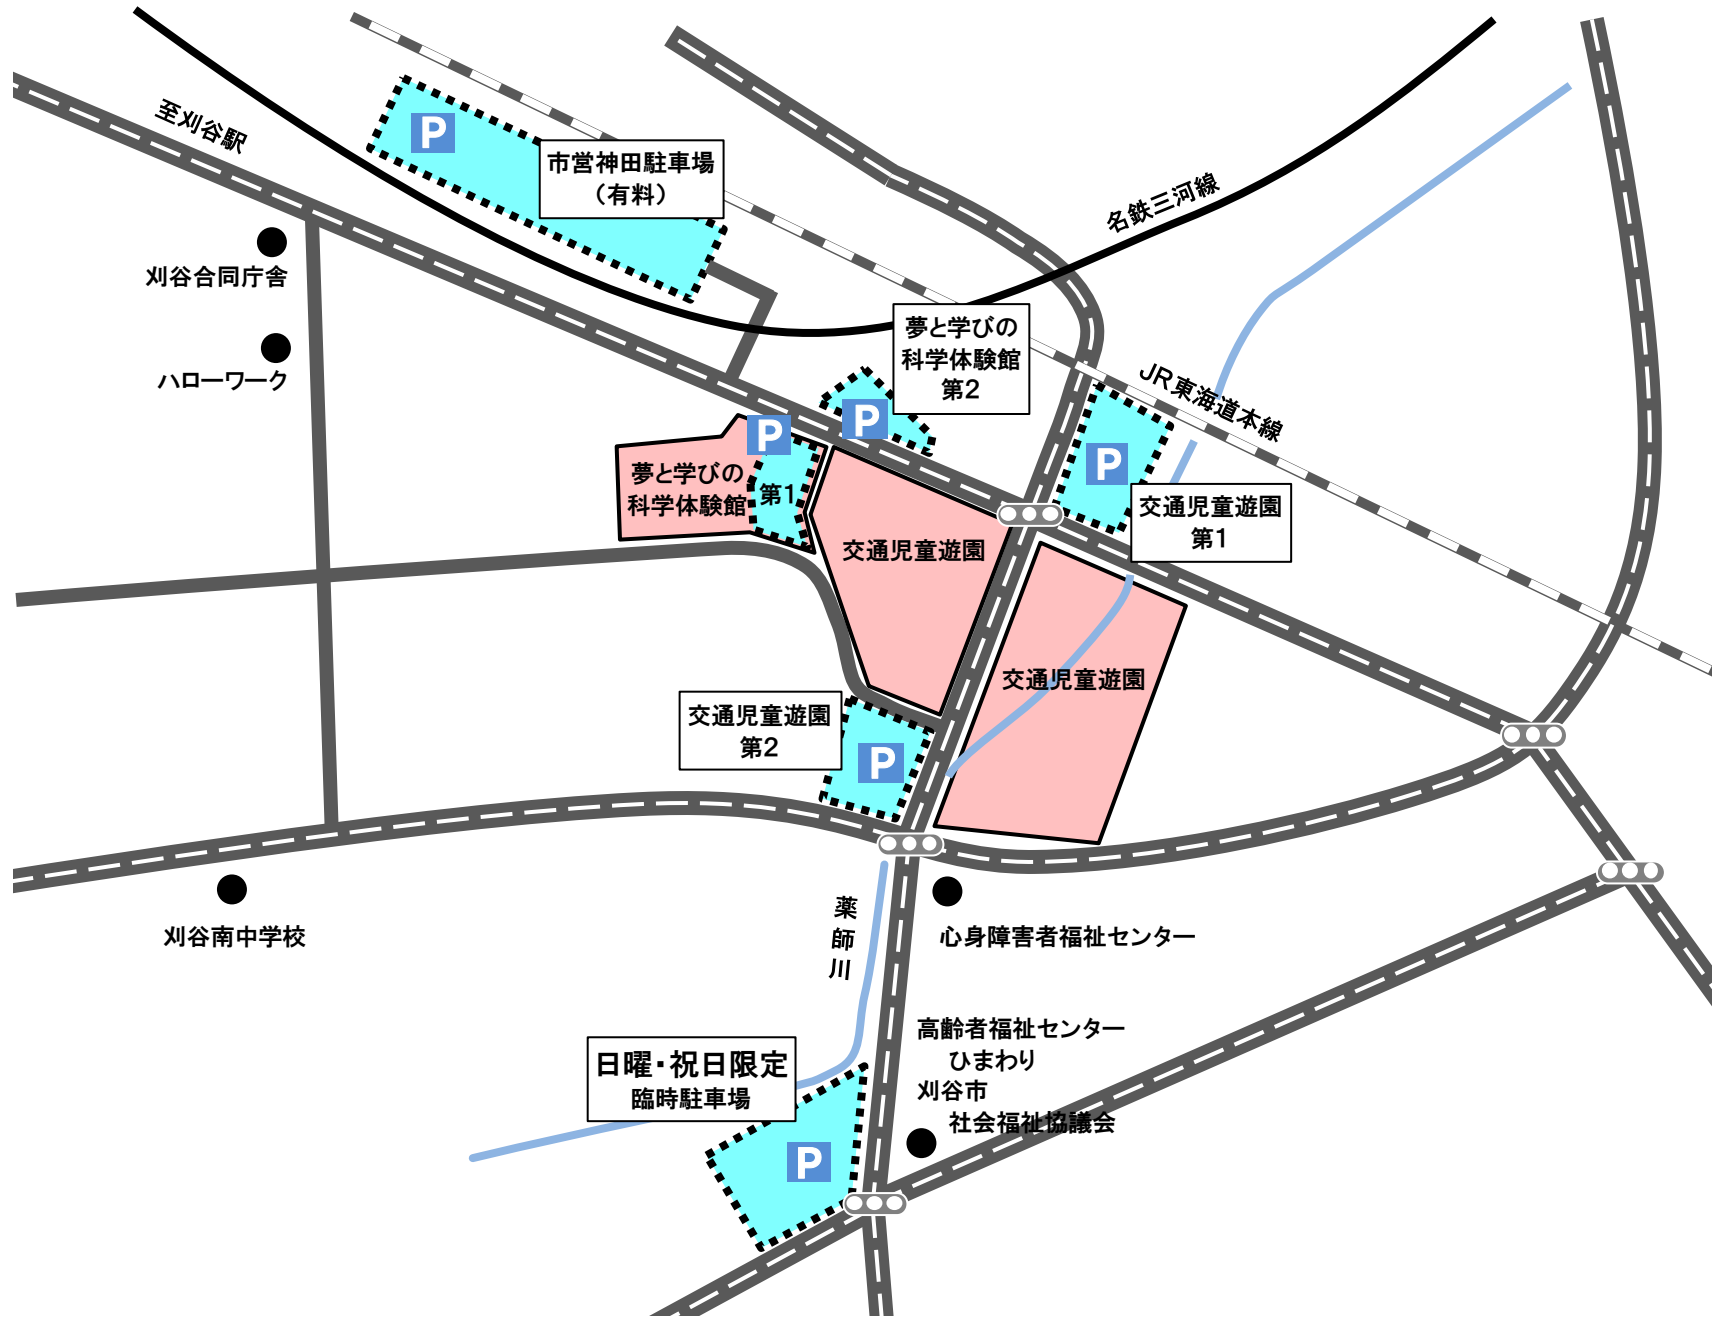 至刈谷駅
P
市営神田駐車場
（有料）
名鉄三河線
刈谷合同庁舎
ハローワーク
夢と学びの
科学体験館
第2
P
JR東海道本線
P
夢と学びの
科学体験館
第1
P
交通児童遊園
第1
交通児童遊園
交通児童遊園
交通児童遊園
第2
P
刈谷南中学校
薬師川
心身障害者福祉センター
高齢者福祉センター
ひまわり
刈谷市
社会福祉協議会
日曜・祝日限定
臨時駐車場
P